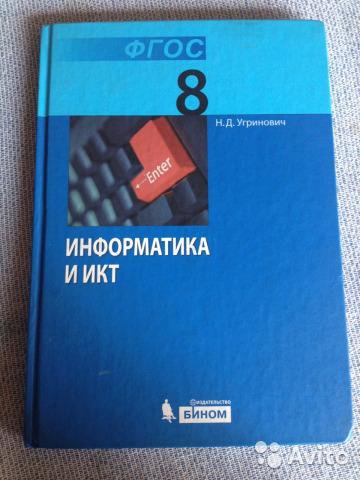 ФГОС
8
Н.Д. Угринович
Enter
ИНФОРМАТИКА
И ИКТ
ИЗДАТЕЛЬСТВО
БИНОМ
Avito